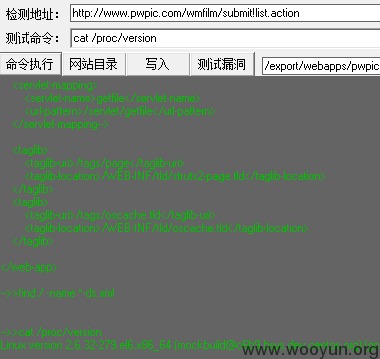 检测地址: http://www.pwpic.com/wmfilm/submit!list.action
测试命令: cat /proc/version
命令执行 网站目录 写入 测试漏洞 /export/webapps/pwpic
<servlet-mapping>
<servlet-name>getfile</servlet-name>
<url-pattern>/servlet/getfile</url-pattern>
</servlet-mapping-->
<taglib>
<taglib-uri>/tags/page</taglib-uri>
<taglib-location>/WEB-INF/tld/struts2-page.tld</taglib-location>
</taglib>
<taglib>
<taglib-uri>/tags/oscache.tld</taglib-uri>
<taglib-location>/WEB-INF/tld/oscache.tld</taglib-location>
</taglib>
</web-app>
->>find / -name *-ds.xml
->>cat /proc/version
Linux version 2.6.32-279.el6.x86_64
www.wooyun.org